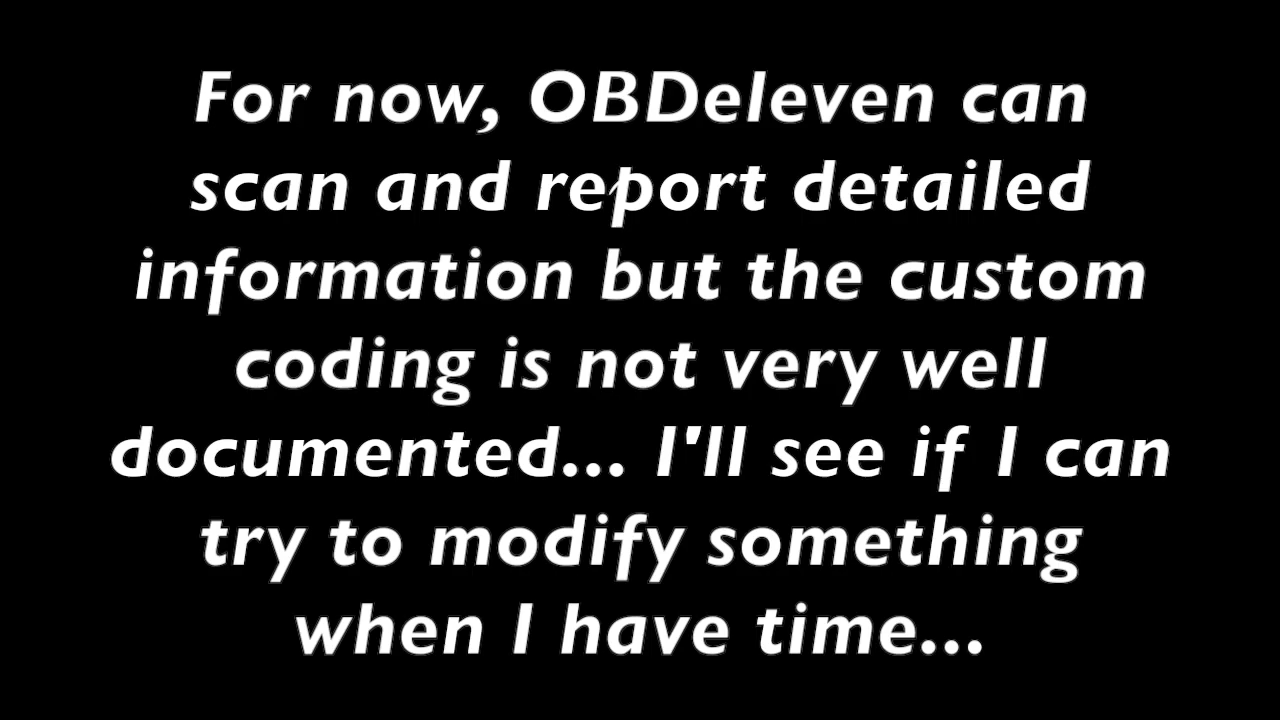 For now, OBDeleven can
scan and report detailed
information but the custom
coding is not very well
documented... I'll see if I can
try to modify something
when I have time...